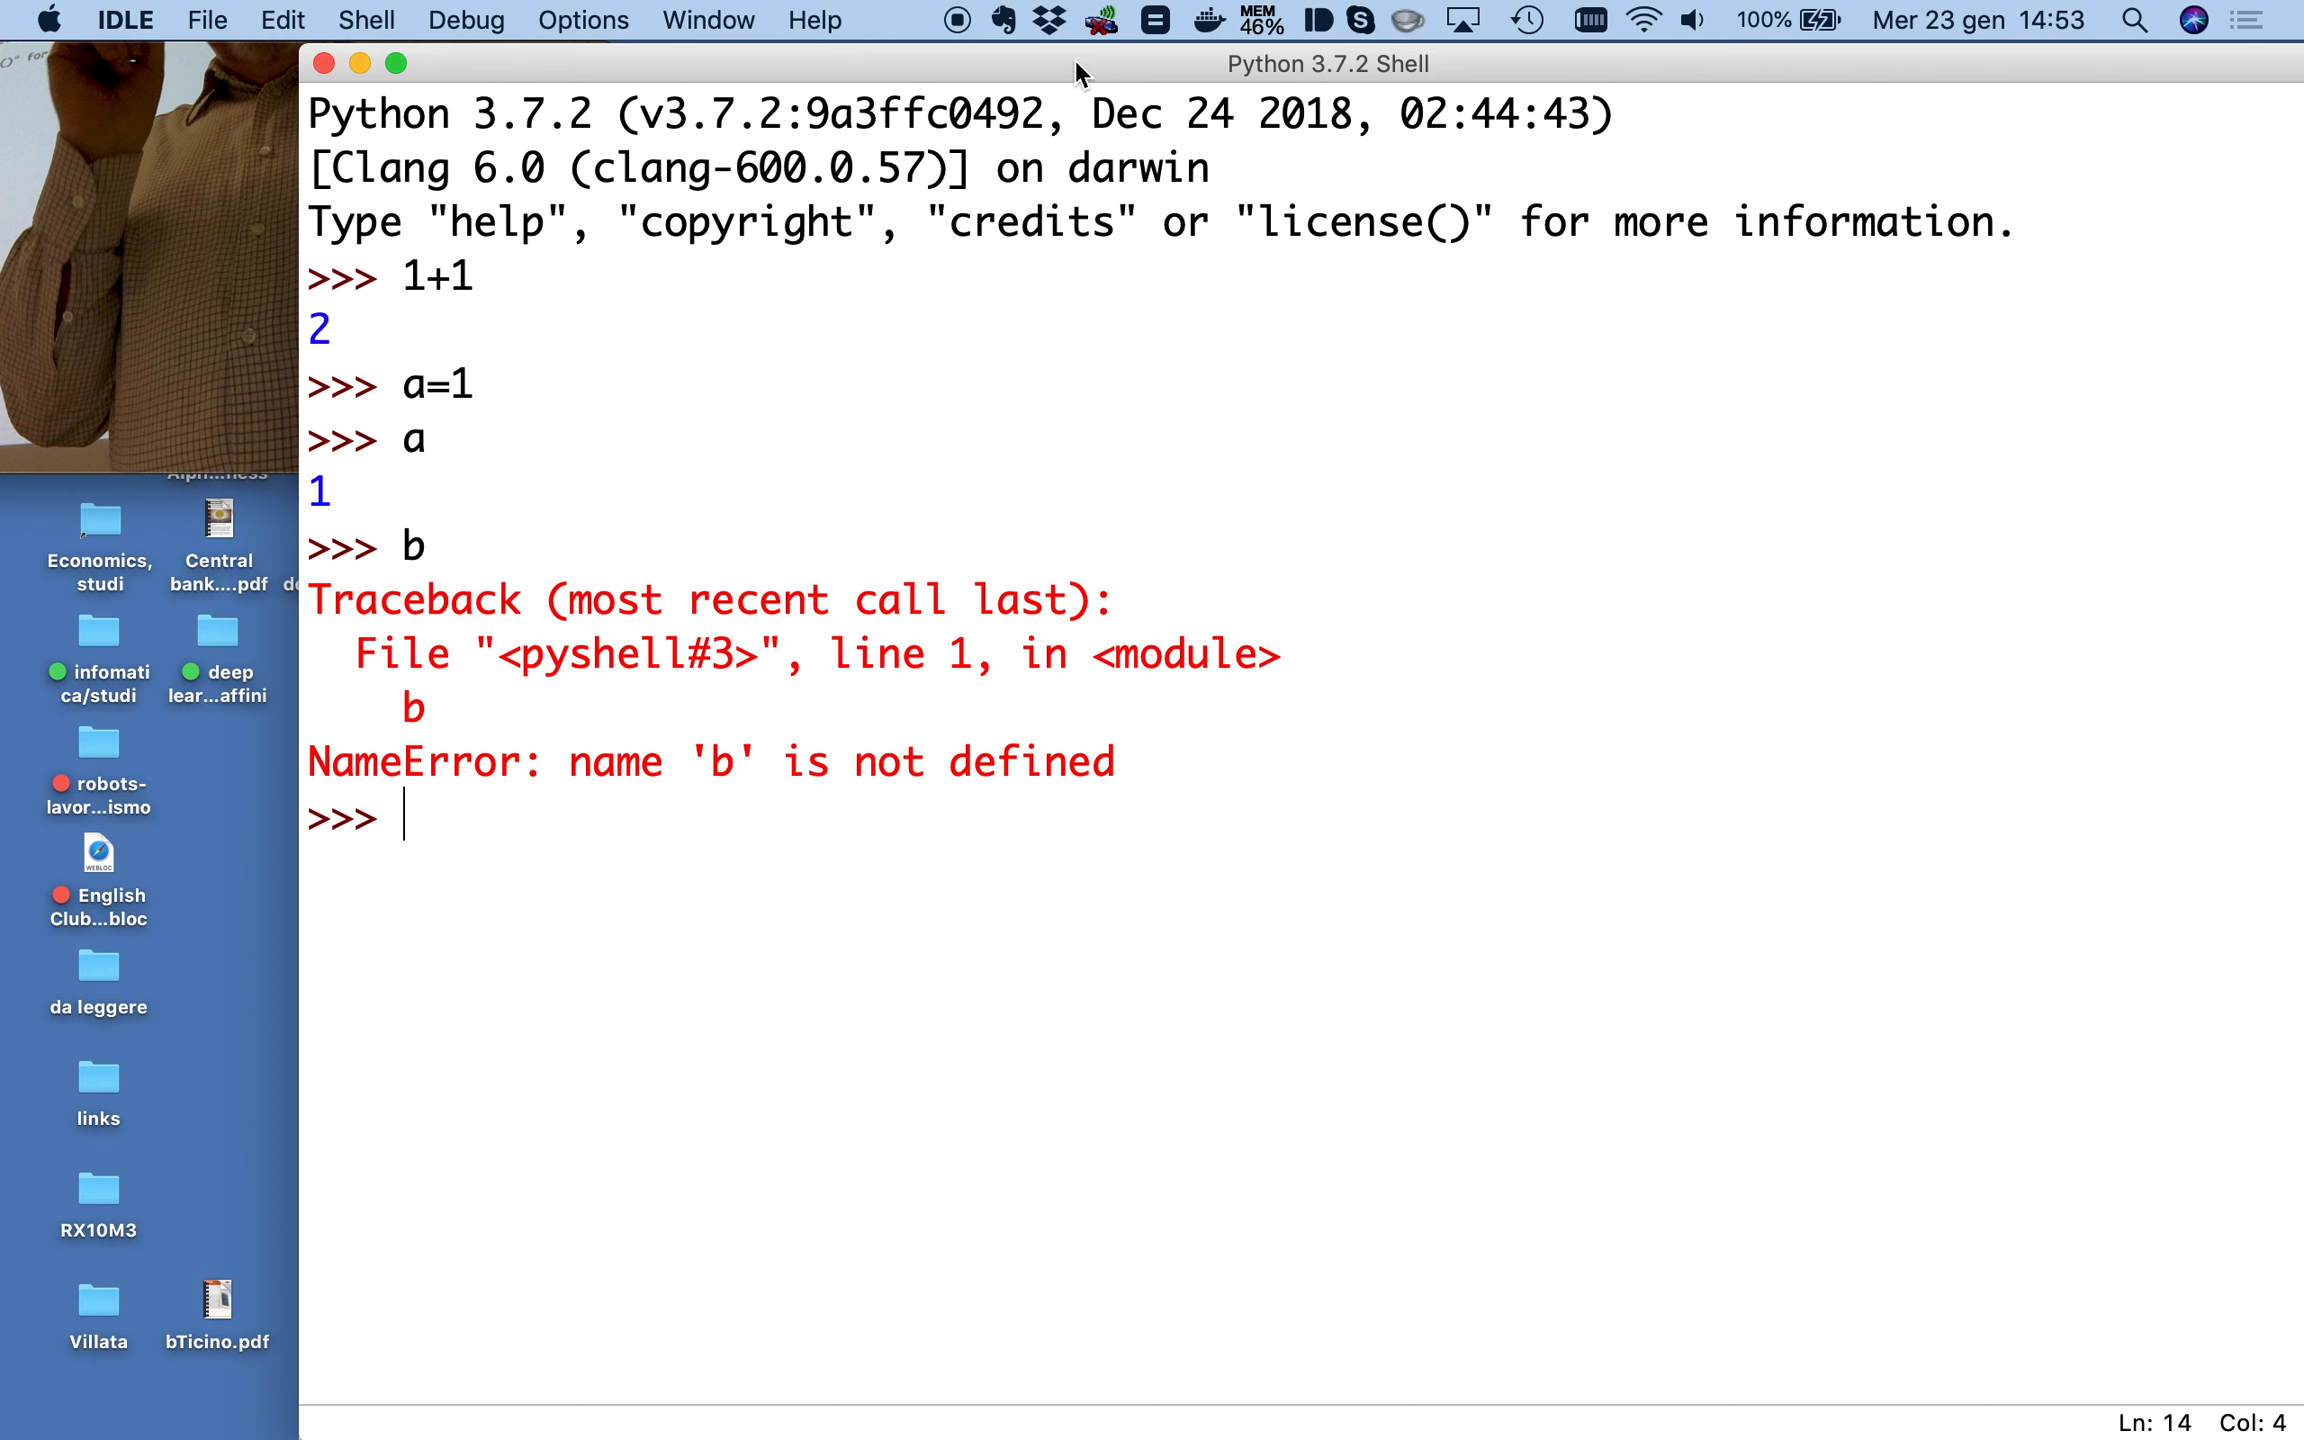 IDLE File Edit Shell Debug Options Window Help MEM 46% 100% Mer 23 gen 14:53
()" for
Python 3.7.2 Shell
Python 3.7.2 (v3.7.2:9a3ffc0492, Dec 24 2018, 02:44:43)
[Clang 6.0 (clang-600.0.57)] on darwin
Type "help", "copyright", "credits" or "license()" for more information.
>>> 1+1
2
>>> a=1
>>> a
1
>>> b
Traceback (most recent call last):
  File "<pyshell#3>", line 1, in <module>
    b
NameError: name 'b' is not defined
>>>
Economics,
studi
Central
bank....pdf
infomati
ca/studi
deep
lear...affini
robots-
lavor...ismo
WEBLOC
English
Club...bloc
da leggere
links
RX10M3
Villata
bTicino.pdf
Ln: 14 Col: 4